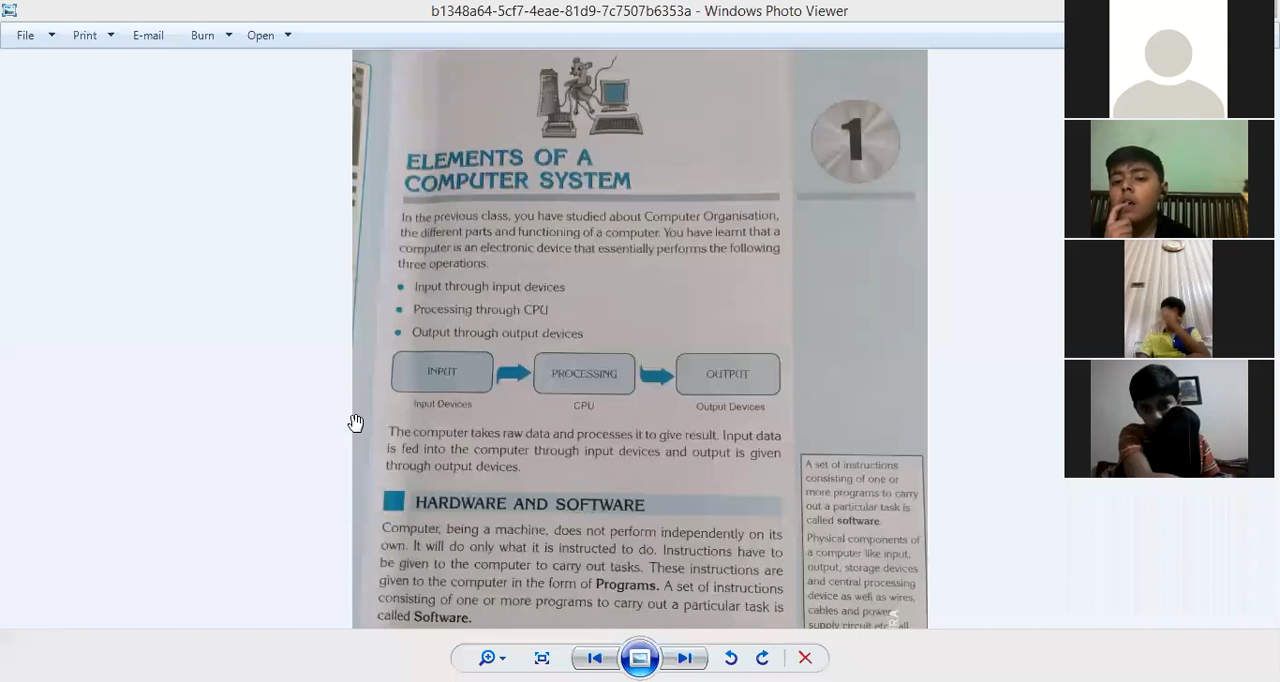 b1348a64-5cf7-4eae-81d9-7c7507b6353a - Windows Photo Viewer
File Print E-mail Burn Open
1
ELEMENTS OF A
COMPUTER SYSTEM
In the previous class, you have studied about Computer Organisation,
the different parts and functioning of a computer. You have learnt that a
computer is an electronic device that essentially performs the following
three operations.
• Input through input devices
• Processing through CPU
• Output through output devices
INPUT PROCESSING OUTPUT
Input Devices CPU Output Devices
The computer takes raw data and processes it to give result. Input data
is fed into the computer through input devices and output is given
through output devices.
HARDWARE AND SOFTWARE
Computer, being a machine, does not perform independently on its
own. It will do only what it is instructed to do. Instructions have to
be given to the computer to carry out tasks. These instructions are
given to the computer in the form of Programs. A set of instructions
consisting of one or more programs to carry out a particular task is
called Software.
A set of instructions
consisting of one or
more programs to carry
out a particular task is
called software.
Physical components of
a computer like input,
output, storage devices
and central processing
device as well as wires,
cables and power
supply circuit etc. all